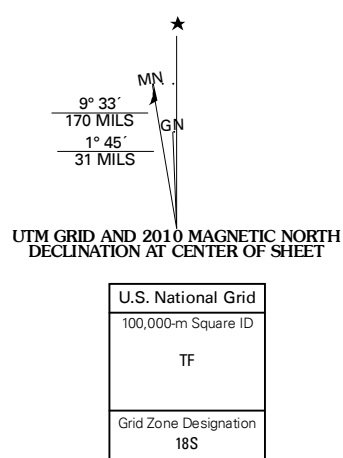 MN
9° 33´
170 MILS
GN
1° 45´
31 MILS
UTM GRID AND 2010 MAGNETIC NORTH
DECLINATION AT CENTER OF SHEET
U.S. National Grid
100,000-m Square ID
TF
Grid Zone Designation
18S